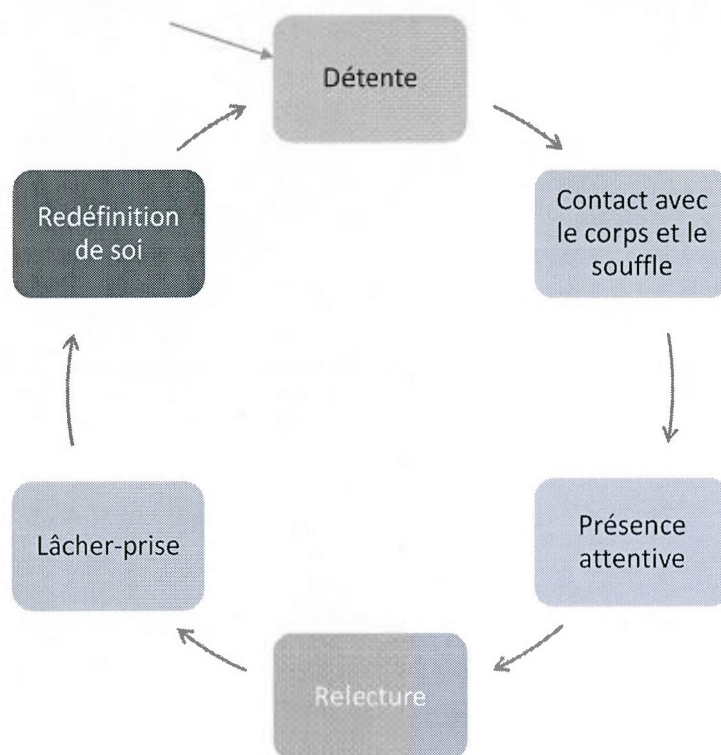 Détente
Contact avec
le corps et le
souffle
Présence
attentive
Relecture
Lâcher-prise
Redéfinition
de soi